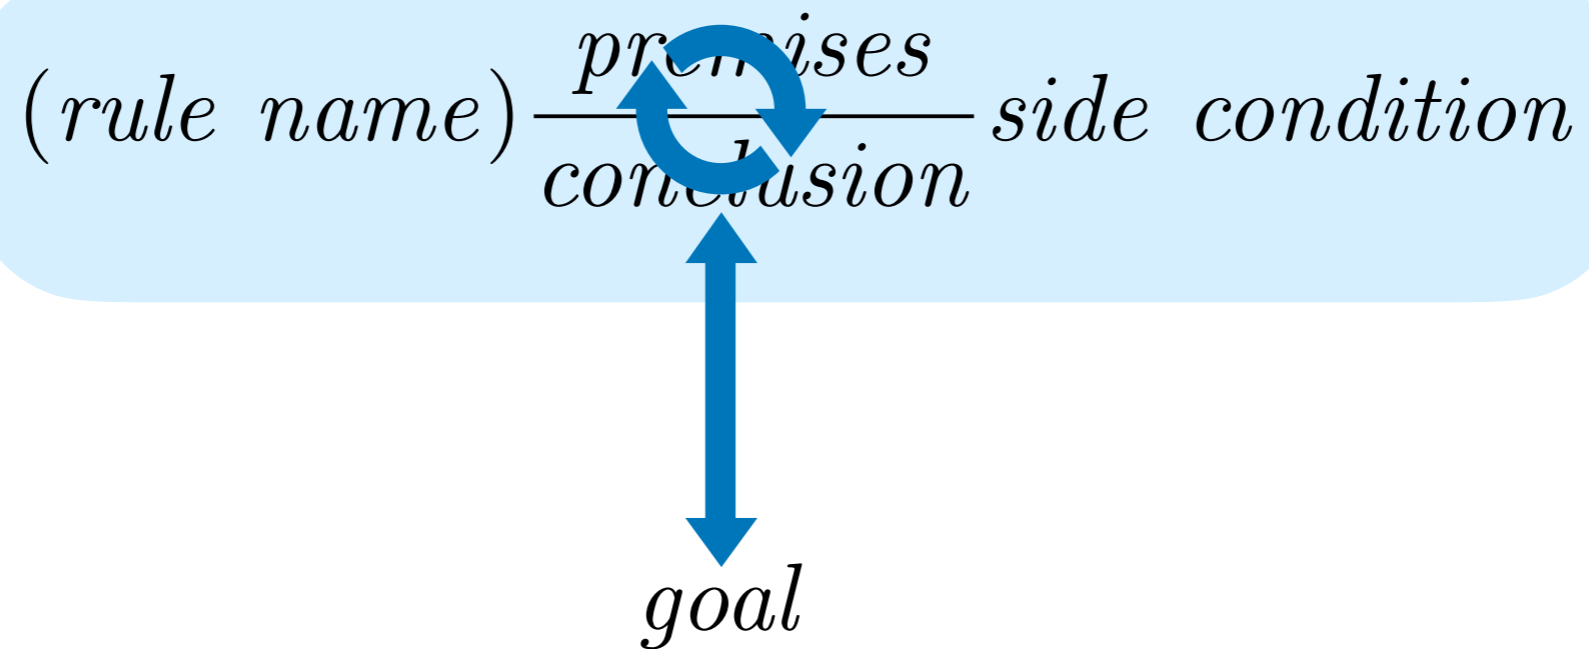 premises
(rule name) side condition
conclusion
goal